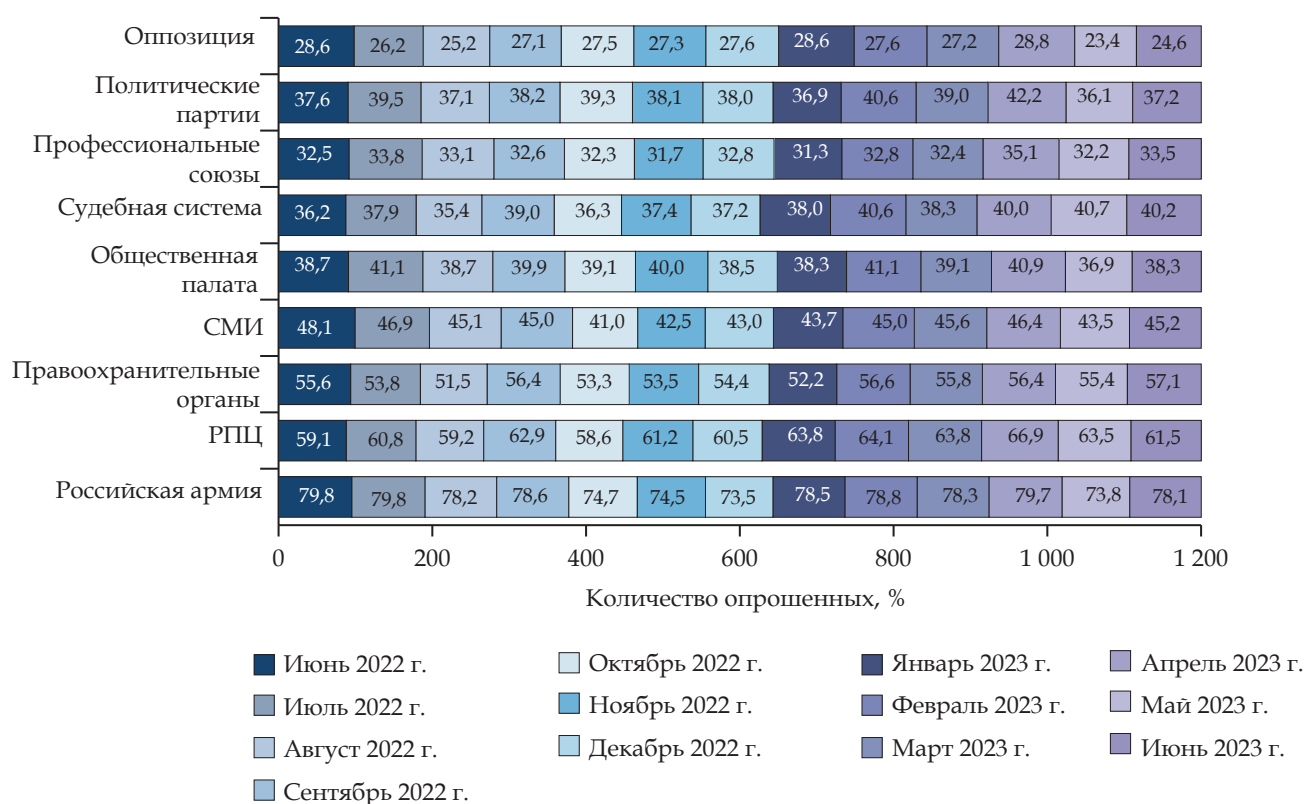 Оппозиция
28,6 26,2 25,2 27,1 27,5 27,3 27,6 28,6 27,6 27,2 28,8 23,4 24,6
Политические
партии
37,6 39,5 37,1 38,2 39,3 38,1 38,0 36,9 40,6 39,0 42,2 36,1 37,2
Профессиональные
союзы
32,5 33,8 33,1 32,6 32,3 31,7 32,8 31,3 32,8 32,4 35,1 32,2 33,5
Судебная система
36,2 37,9 35,4 39,0 36,3 37,4 37,2 38,0 40,6 38,3 40,0 40,7 40,2
Общественная
палата
38,7 41,1 38,7 39,9 39,1 40,0 38,5 38,3 41,1 39,1 40,9 36,9 38,3
СМИ
48,1 46,9 45,1 45,0 41,0 42,5 43,0 43,7 45,0 45,6 46,4 43,5 45,2
Правоохранительные
органы
55,6 53,8 51,5 56,4 53,3 53,5 54,4 52,2 56,6 55,8 56,4 55,4 57,1
РПЦ
59,1 60,8 59,2 62,9 58,6 61,2 60,5 63,8 64,1 63,8 66,9 63,5 61,5
Российская армия
79,8 79,8 78,2 78,6 74,7 74,5 73,5 78,5 78,8 78,3 79,7 73,8 78,1
0 200 400 600 800 1 000 1 200
Количество опрошенных, %
Июнь 2022 г.
Июль 2022 г.
Август 2022 г.
Сентябрь 2022 г.
Октябрь 2022 г.
Ноябрь 2022 г.
Декабрь 2022 г.
Январь 2023 г.
Февраль 2023 г.
Март 2023 г.
Апрель 2023 г.
Май 2023 г.
Июнь 2023 г.